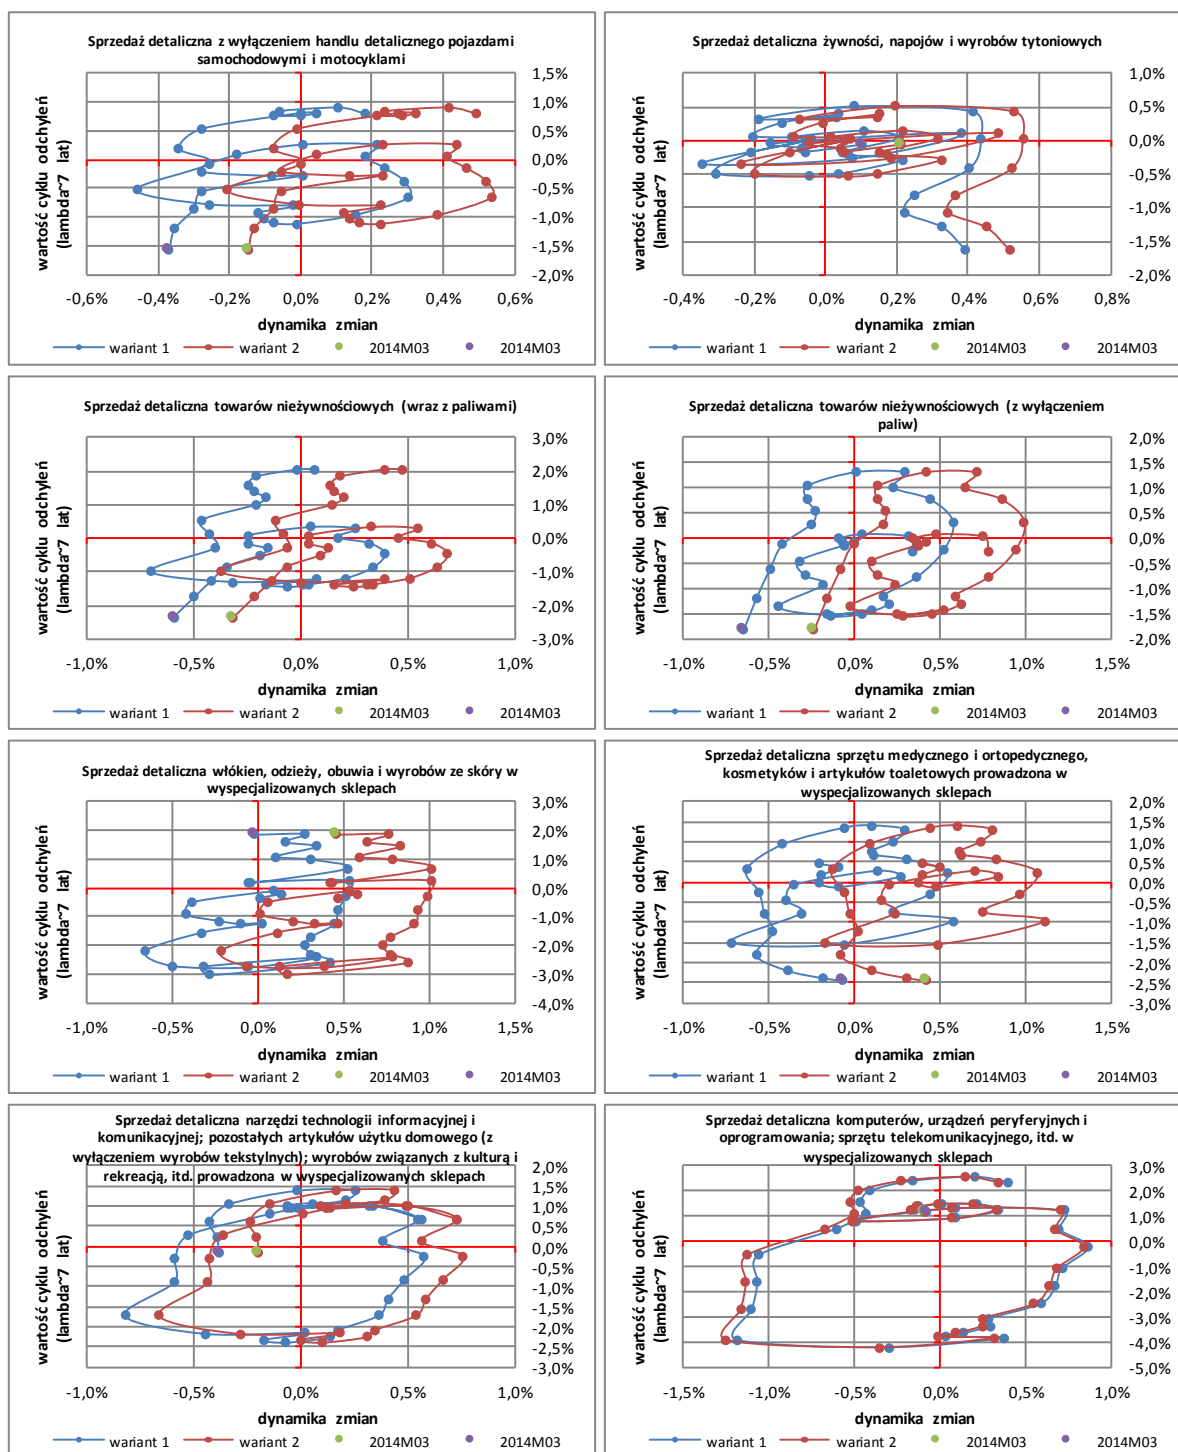 Sprzedaż detaliczna z wyłączeniem handlu detalicznego pojazdami
samochodowymi i motocyklami
1,5%
1,0%
0,5%
0,0%
-0,5%
-1,0%
-1,5%
-2,0%
wartość cyklu odchyleń
(lambda~7 lat)
-0,6% -0,4% -0,2% 0,0% 0,2% 0,4% 0,6%
dynamika zmian
wariant 1 wariant 2 2014M03 2014M03
Sprzedaż detaliczna żywności, napojów i wyrobów tytoniowych
1,0%
0,5%
0,0%
-0,5%
-1,0%
-1,5%
-2,0%
wartość cyklu odchyleń
(lambda~7 lat)
-0,4% -0,2% 0,0% 0,2% 0,4% 0,6% 0,8%
dynamika zmian
wariant 1 wariant 2 2014M03 2014M03
Sprzedaż detaliczna towarów nieżywnościowych (wraz z paliwami)
3,0%
2,0%
1,0%
0,0%
-1,0%
-2,0%
-3,0%
wartość cyklu odchyleń
(lambda~7 lat)
-1,0% -0,5% 0,0% 0,5% 1,0%
dynamika zmian
wariant 1 wariant 2 2014M03 2014M03
Sprzedaż detaliczna towarów nieżywnościowych (z wyłączeniem
paliw)
2,0%
1,5%
1,0%
0,5%
0,0%
-0,5%
-1,0%
-1,5%
-2,0%
wartość cyklu odchyleń
(lambda~7 lat)
-1,0% -0,5% 0,0% 0,5% 1,0% 1,5%
dynamika zmian
wariant 1 wariant 2 2014M03 2014M03
Sprzedaż detaliczna włókien, odzieży, obuwia i wyrobów ze skóry w
wyspecjalizowanych sklepach
3,0%
2,0%
1,0%
0,0%
-1,0%
-2,0%
-3,0%
-4,0%
wartość cyklu odchyleń
(lambda~7 lat)
-1,0% -0,5% 0,0% 0,5% 1,0% 1,5%
dynamika zmian
wariant 1 wariant 2 2014M03 2014M03
Sprzedaż detaliczna sprzętu medycznego i ortopedycznego,
kosmetyków i artykułów toaletowych prowadzona w
wyspecjalizowanych sklepach
2,0%
1,5%
1,0%
0,5%
0,0%
-0,5%
-1,0%
-1,5%
-2,0%
-2,5%
-3,0%
wartość cyklu odchyleń
(lambda~7 lat)
-1,0% -0,5% 0,0% 0,5% 1,0% 1,5%
dynamika zmian
wariant 1 wariant 2 2014M03 2014M03
Sprzedaż detaliczna narzędzi technologii informacyjnej i
komunikacyjnej; pozostałych artykułów użytku domowego (z
wyłączeniem wyrobów tekstylnych); wyrobów związanych z kulturą i
rekreacją, itd. prowadzona w wyspecjalizowanych sklepach
2,0%
1,5%
1,0%
0,5%
0,0%
-0,5%
-1,0%
-1,5%
-2,0%
-2,5%
-3,0%
wartość cyklu odchyleń
(lambda~7 lat)
-1,0% -0,5% 0,0% 0,5% 1,0%
dynamika zmian
wariant 1 wariant 2 2014M03 2014M03
Sprzedaż detaliczna komputerów, urządzeń peryferyjnych i
oprogramowania; sprzętu telekomunikacyjnego, itd. w
wyspecjalizowanych sklepach
3,0%
2,0%
1,0%
0,0%
-1,0%
-2,0%
-3,0%
-4,0%
-5,0%
wartość cyklu odchyleń
(lambda~7 lat)
-1,5% -1,0% -0,5% 0,0% 0,5% 1,0%
dynamika zmian
wariant 1 wariant 2 2014M03 2014M03